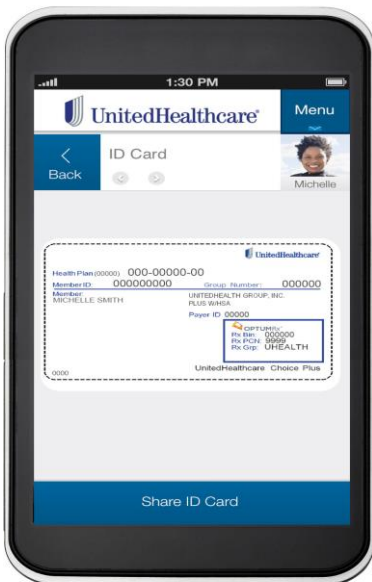 1:30 PM
UnitedHealthcare®
Menu
Back
ID Card
Michelle
UnitedHealthcare®
Health Plan (00000) 000-00000-00
Member ID: 000000000 Group Number: 000000
Member:
MICHELLE SMITH
UNITEDHEALTH GROUP, INC.
PLUS W/HSA
Payer ID 00000
OPTUMRx™
Rx Bin: 000000
Rx PCN: 9999
Rx Grp: UHEALTH
0000
UnitedHealthcare Choice Plus
Share ID Card